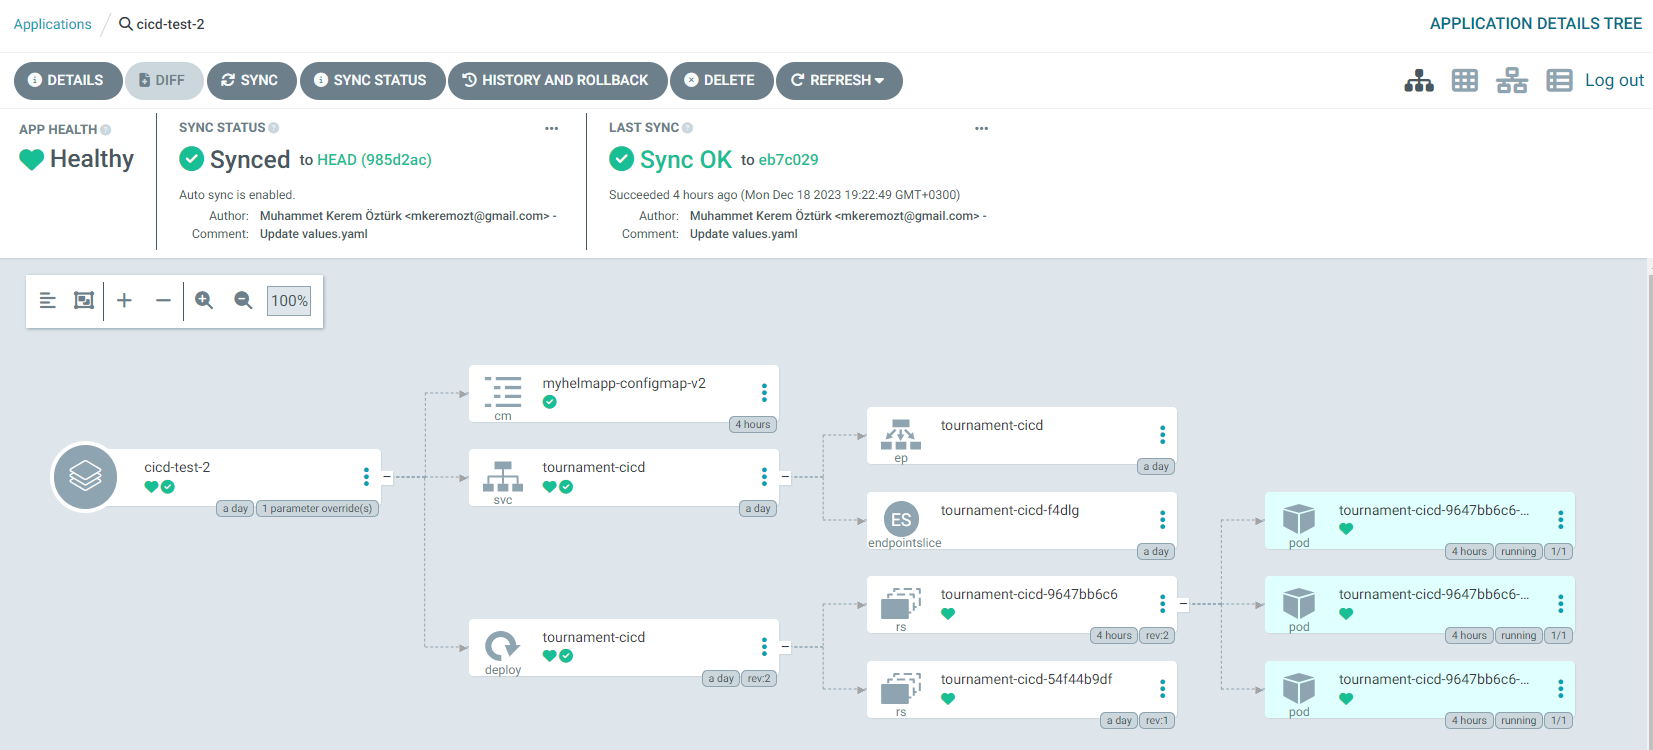 Applications / cicd-test-2
APPLICATION DETAILS TREE
DETAILS DIFF SYNC SYNC STATUS HISTORY AND ROLLBACK DELETE REFRESH
Log out
APP HEALTH
Healthy
SYNC STATUS
Synced to HEAD (985d2ac)
Auto sync is enabled.
Author: Muhammet Kerem Öztürk <mkeremozt@gmail.com> -
Comment: Update values.yaml
LAST SYNC
Sync OK to eb7c029
Succeeded 4 hours ago (Mon Dec 18 2023 19:22:49 GMT+0300)
Author: Muhammet Kerem Öztürk <mkeremozt@gmail.com> -
Comment: Update values.yaml
100%
cicd-test-2
a day 1 parameter override(s)
myhelmapp-configmap-v2
cm
4 hours
tournament-cicd
svc
a day
tournament-cicd
deploy
a day rev:2
tournament-cicd
ep
a day
ES
tournament-cicd-f4dlg
endpointslice
a day
tournament-cicd-9647bb6c6
rs
4 hours rev:2
tournament-cicd-54f44b9df
rs
a day rev:1
tournament-cicd-9647bb6c6-...
pod
4 hours running 1/1
tournament-cicd-9647bb6c6-...
pod
4 hours running 1/1
tournament-cicd-9647bb6c6-...
pod
4 hours running 1/1